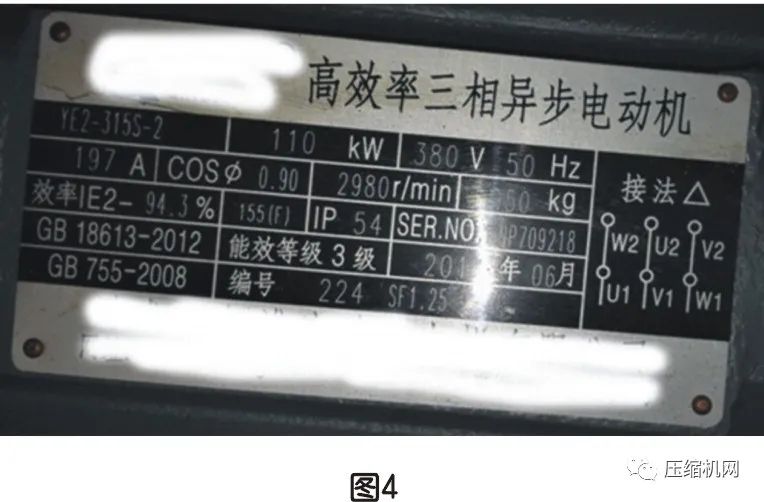 高效率三相异步电动机
YE2-315S-2 110 kW 380 V 50 Hz
197 A COSΦ 0.90 2980r/min kg
效率IE2- 94.3% 155(F) IP 54 SER.NO P709218
GB 18613-2012 能效等级 3 级 年 06月
GB 755-2008 编号 224 SF1.25
接法△
W2 U2 V2
U1 V1 W1
图4
压缩机网